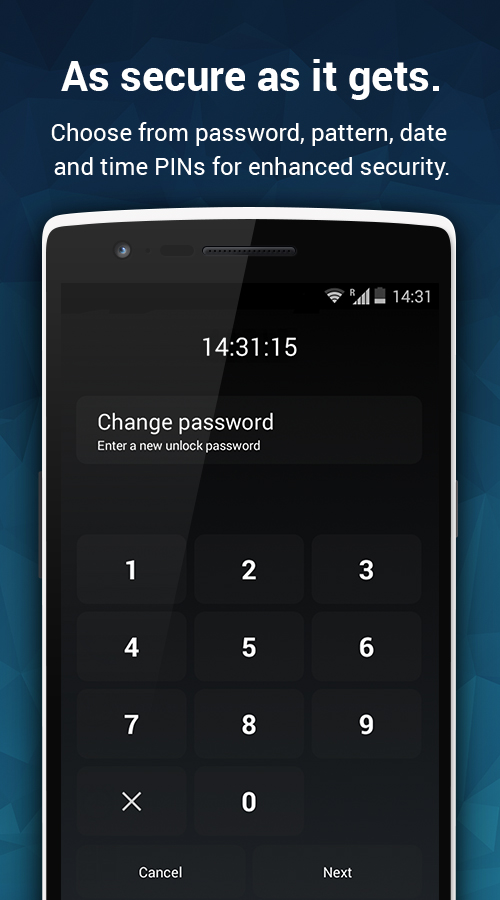 As secure as it gets.
Choose from password, pattern, date
and time PINs for enhanced security.
R 14:31
14:31:15
Change password
Enter a new unlock password
1 2 3
4 5 6
7 8 9
0
Cancel Next